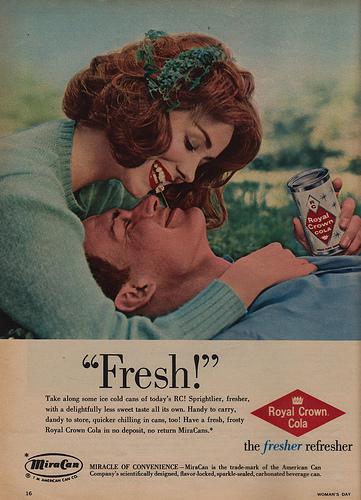 RC
Royal
Crown
COLA
“Fresh!”
Take along some ice cold cans of today's RC! Sprightlier, fresher,
with a delightfully less sweet taste all its own. Handy to carry,
dandy to store, quicker chilling in cans, too! Have a fresh, frosty
Royal Crown Cola in no deposit, no return MiraCans.*
Royal Crown
Cola
the fresher refresher
MiraCan
® T. M. AMERICAN CAN CO.
MIRACLE OF CONVENIENCE—MiraCan is the trade-mark of the American Can
Company's scientifically designed, flavor-locked, sparkle-sealed, carbonated beverage can.
16
WOMAN'S DAY